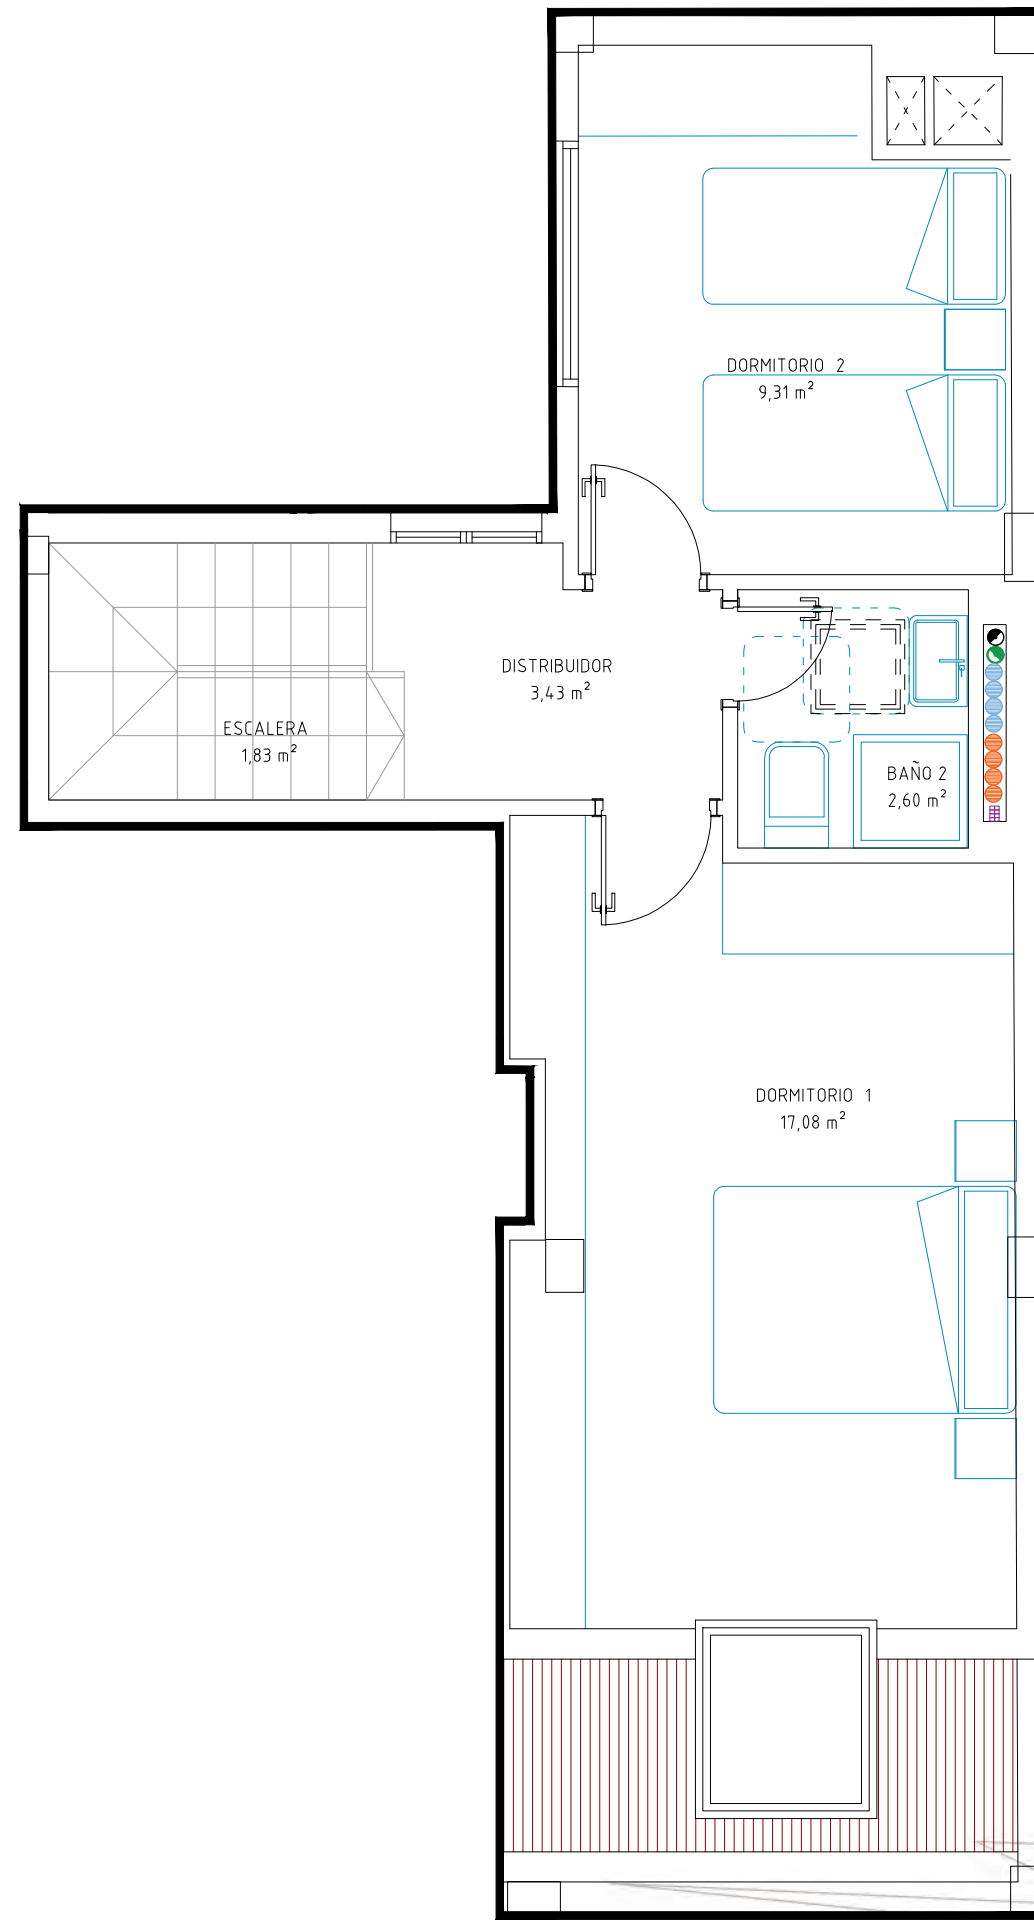 DORMITORIO 2
9,31 m²
DISTRIBUIDOR
3,43 m²
ESCALERA
1,83 m²
BAÑO 2
2,60 m²
DORMITORIO 1
17,08 m²